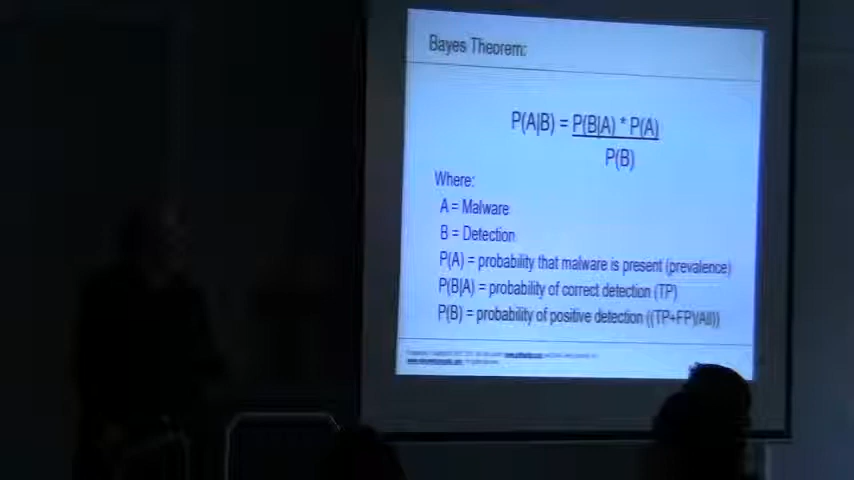 Bayes Theorem:
P(A|B) = P(B|A) * P(A)
P(B)
Where:
A = Malware
B = Detection
P(A) = probability that malware is present (prevalence)
P(B|A) = probability of correct detection (TP)
P(B) = probability of positive detection ((TP+FP)/All))